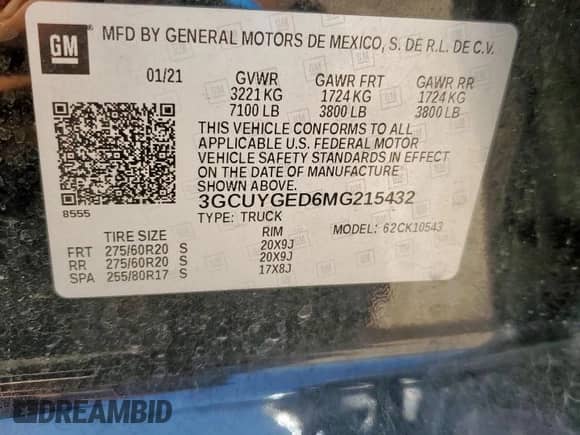 GM MFD BY GENERAL MOTORS DE MEXICO, S. DE R.L. DE C.V.
01/21 GVWR GAWR FRT GAWR RR
3221 KG 1724 KG 1724 KG
7100 LB 3800 LB 3800 LB
THIS VEHICLE CONFORMS TO ALL
APPLICABLE U.S. FEDERAL MOTOR
VEHICLE SAFETY STANDARDS IN EFFECT
ON THE DATE OF MANUFACTURE
SHOWN ABOVE.
8555 3GCUYGED6MG215432
TYPE: TRUCK MODEL: 62CK10543
TIRE SIZE RIM
FRT 275/60R20 S 20X9J
RR 275/60R20 S 20X9J
SPA 255/80R17 S 17X8J
DREAMBID